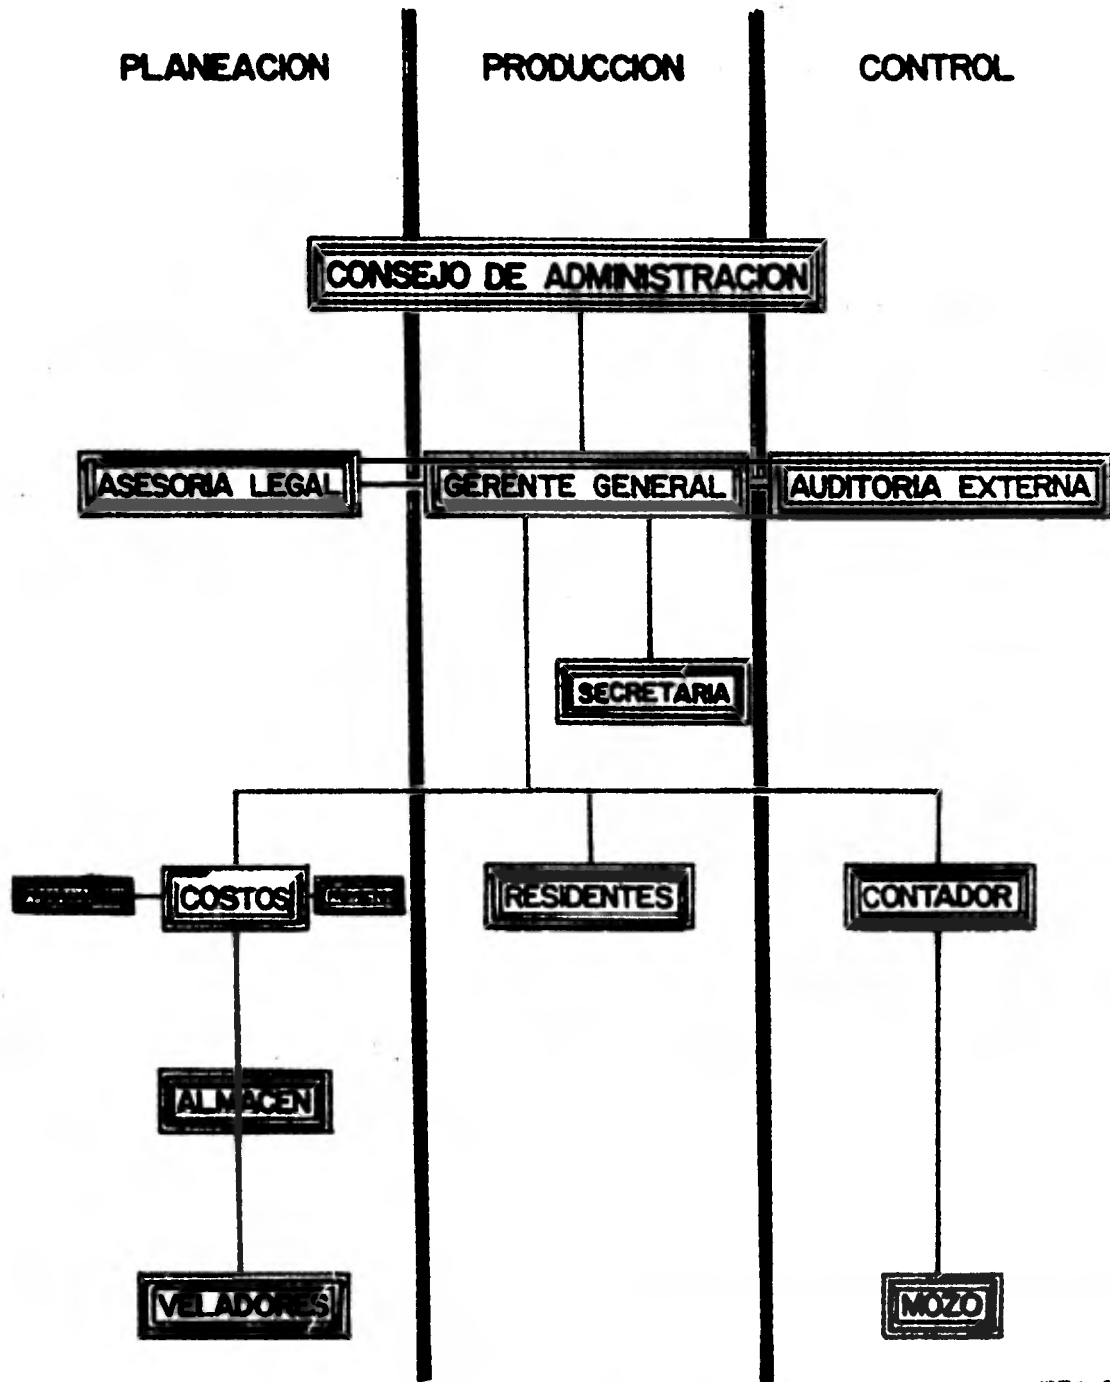 PLANEACION PRODUCCION CONTROL
CONSEJO DE ADMINISTRACION
ASESORIA LEGAL GERENTE GENERAL AUDITORIA EXTERNA
SECRETARIA
COSTOS RESIDENTES CONTADOR
ALMACEN
VELADORES MOZO